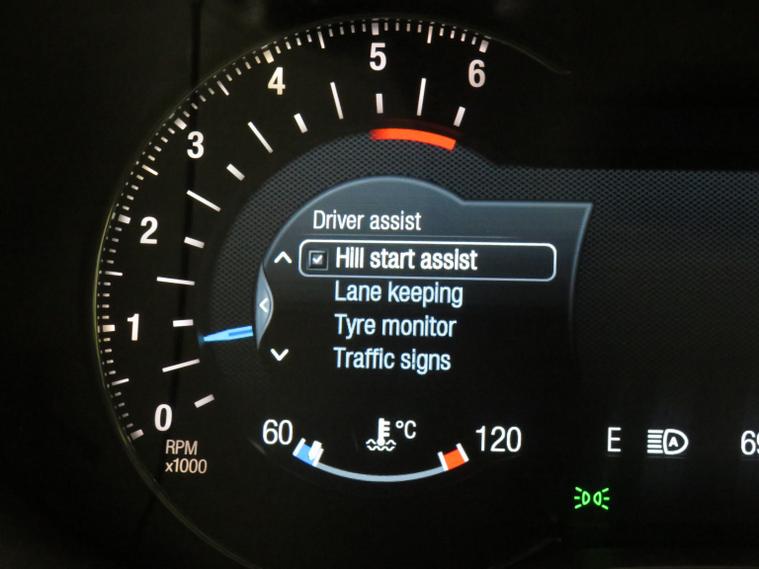 6
5
4
3
2
1
0
RPM
x1000
Driver assist
Hill start assist
Lane keeping
Tyre monitor
Traffic signs
60 °C 120
E A 69